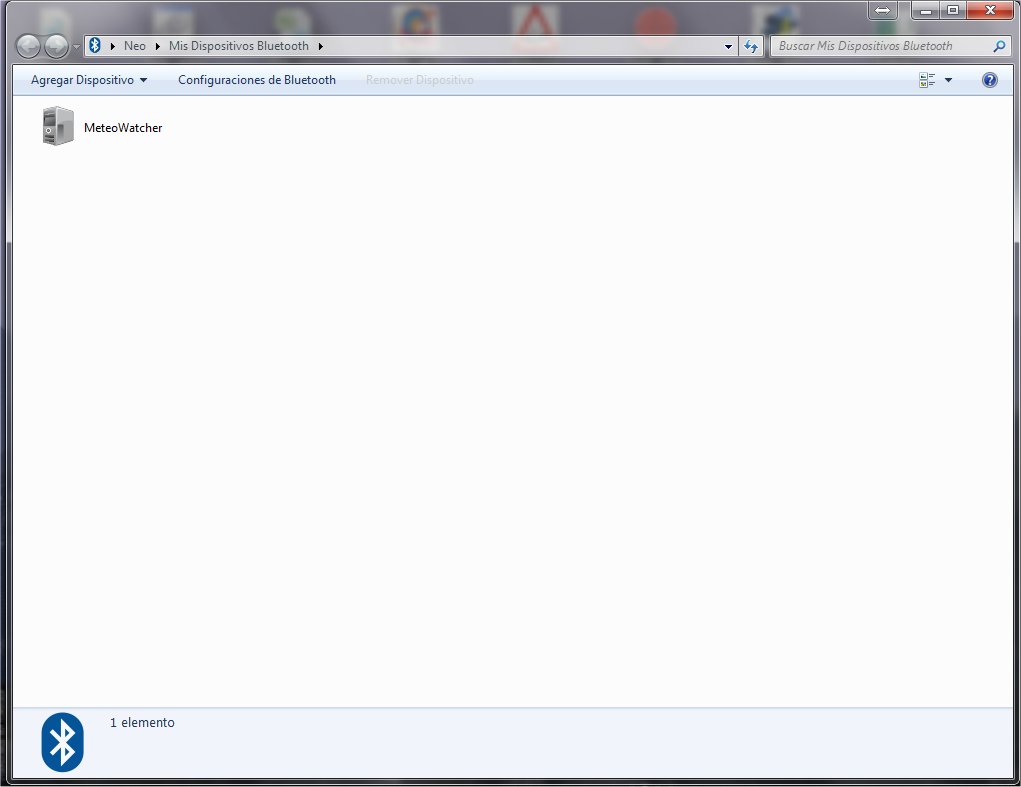 Neo Mis Dispositivos Bluetooth Buscar Mis Dispositivos Bluetooth
Agregar Dispositivo Configuraciones de Bluetooth Remover Dispositivo
MeteoWatcher
1 elemento